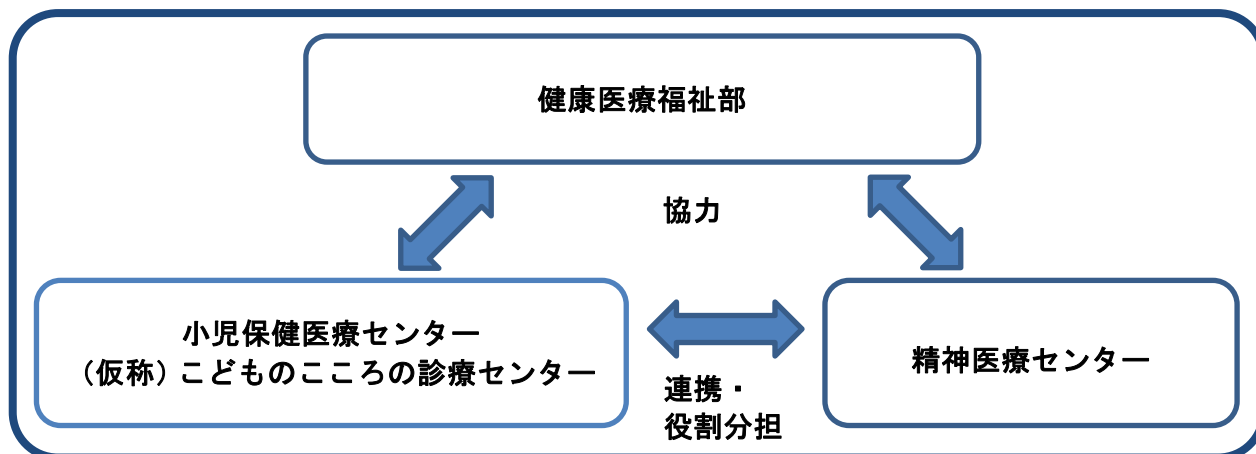 健康医療福祉部
協力
小児保健医療センター
（仮称）こどものこころの診療センター
精神医療センター
連携・
役割分担